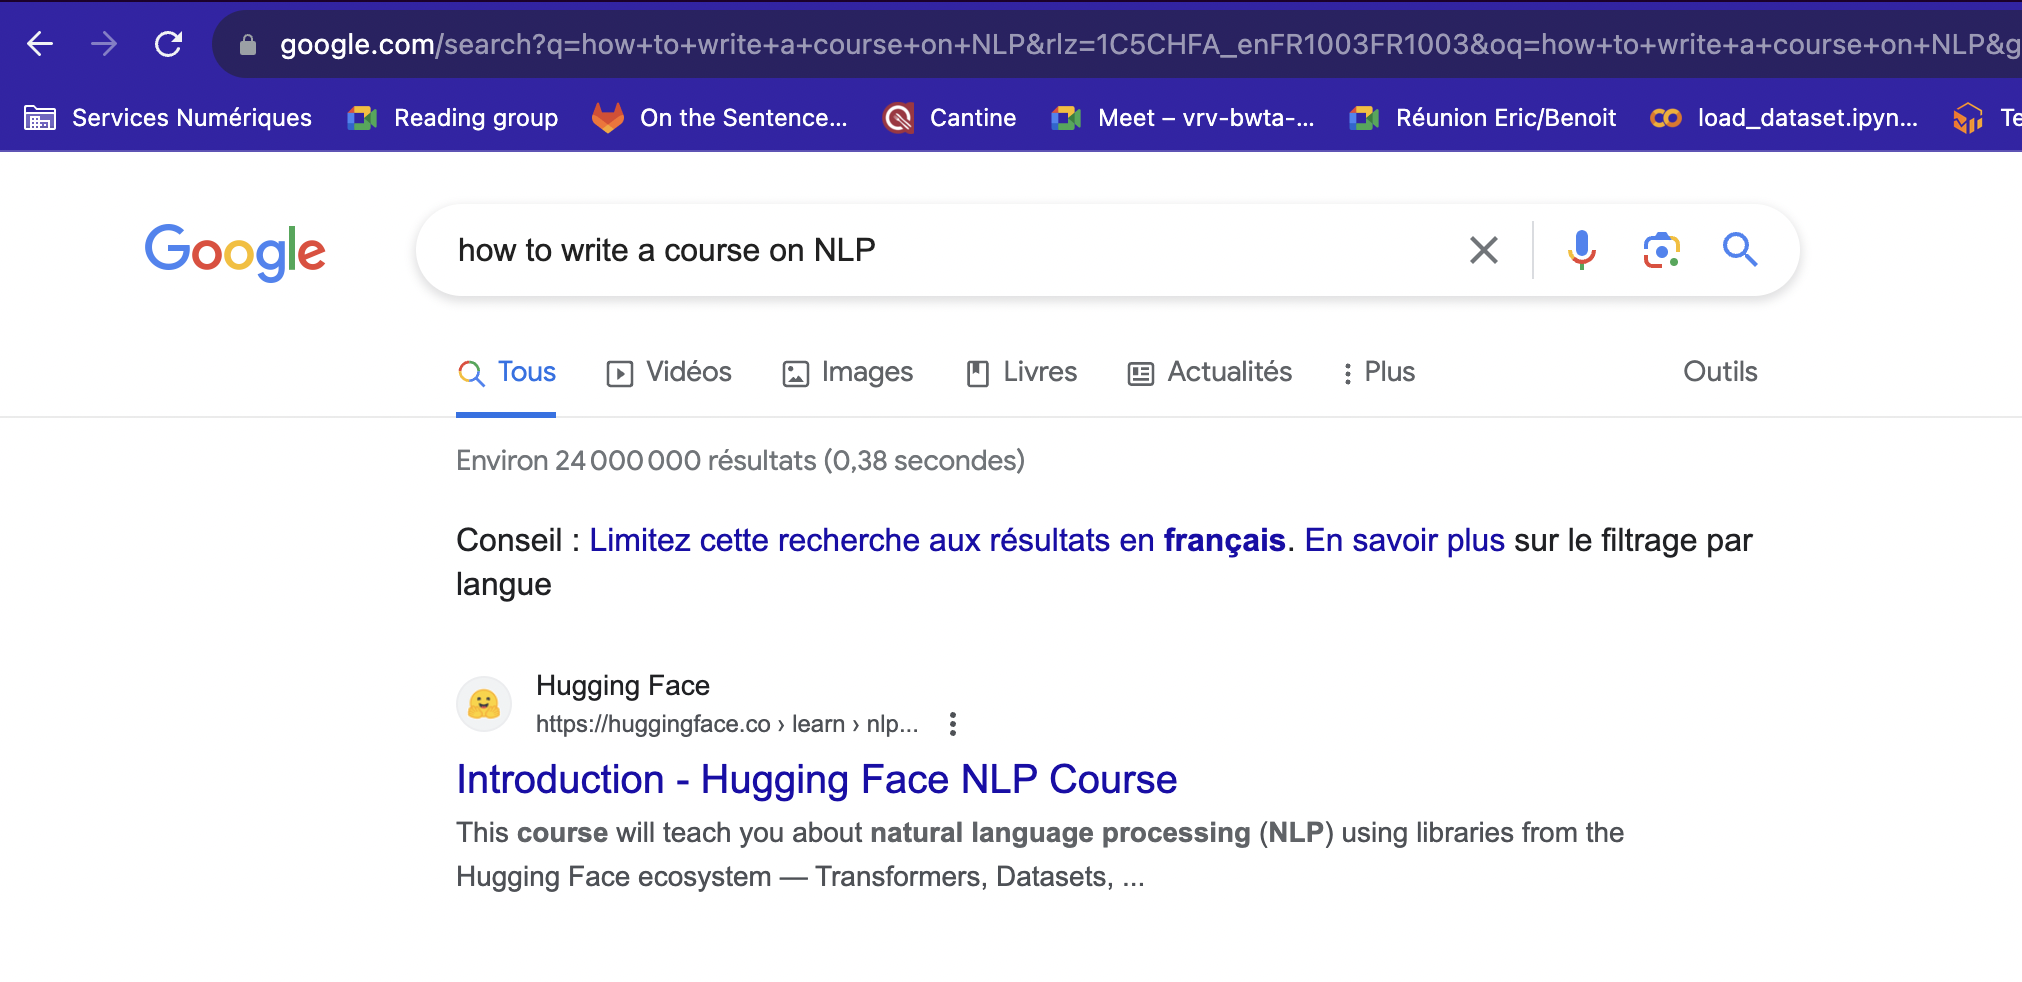 google.com/search?q=how+to+write+a+course+on+NLP&rlz=1C5CHFA_enFR1003FR1003&oq=how+to+write+a+course+on+NLP&g
Services Numériques Reading group On the Sentence... Cantine Meet – vrv-bwta-... Réunion Eric/Benoit load_dataset.ipyn... Te
Google how to write a course on NLP
Tous Vidéos Images Livres Actualités Plus Outils
Environ 24 000 000 résultats (0,38 secondes)
Conseil : Limitez cette recherche aux résultats en français. En savoir plus sur le filtrage par
langue
Hugging Face
https://huggingface.co › learn › nlp...
Introduction - Hugging Face NLP Course
This course will teach you about natural language processing (NLP) using libraries from the
Hugging Face ecosystem — Transformers, Datasets, ...